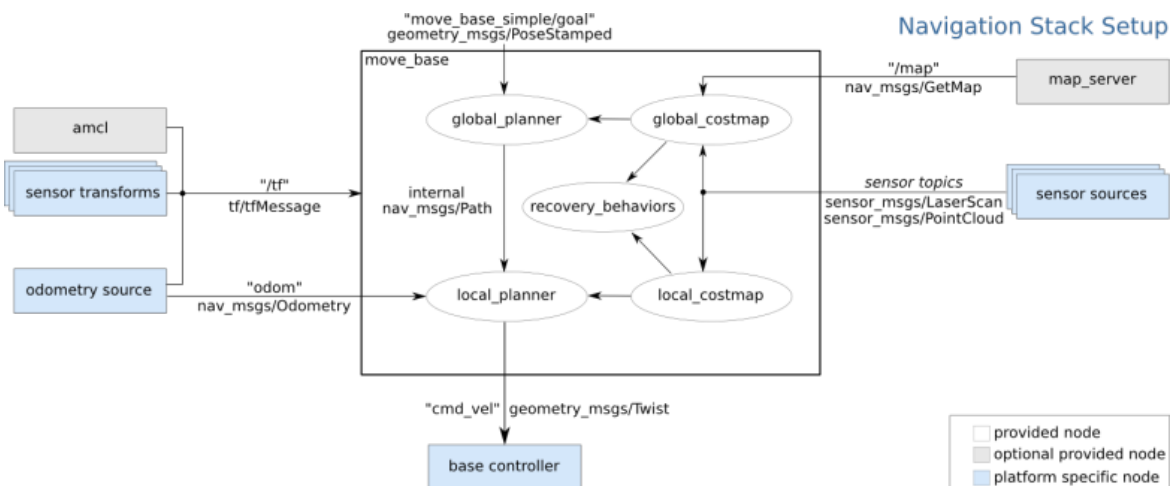 Navigation Stack Setup
"move_base_simple/goal"
geometry_msgs/PoseStamped
move_base
"/map"
nav_msgs/GetMap
map_server
amcl
global_planner
global_costmap
sensor transforms
"/tf"
tf/tfMessage
internal
nav_msgs/Path
recovery_behaviors
sensor topics
sensor_msgs/LaserScan
sensor_msgs/PointCloud
sensor sources
odometry source
"odom"
nav_msgs/Odometry
local_planner
local_costmap
"cmd_vel" geometry_msgs/Twist
base controller
provided node
optional provided node
platform specific node